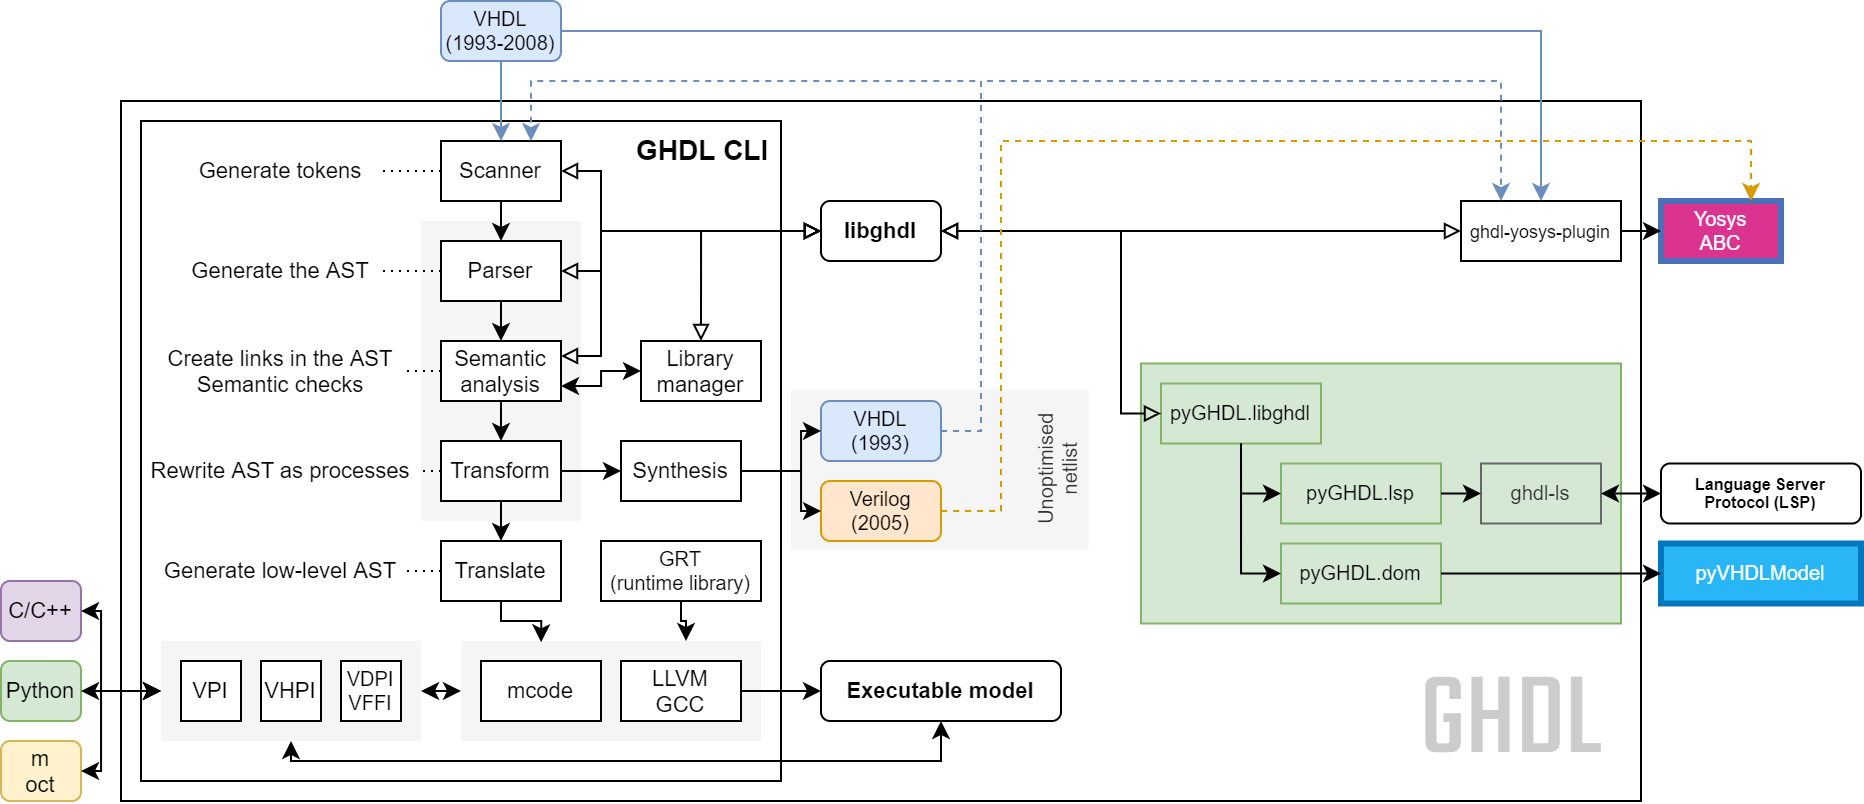 VHDL
(1993-2008)
GHDL CLI
Generate tokens
Scanner
libghdl
ghdl-yosys-plugin
Yosys
ABC
Generate the AST
Parser
Create links in the AST
Semantic checks
Semantic
analysis
Library
manager
VHDL
(1993)
Verilog
(2005)
Unoptimised
netlist
pyGHDL.libghdl
Rewrite AST as processes
Transform
Synthesis
pyGHDL.lsp
ghdl-ls
Language Server
Protocol (LSP)
Generate low-level AST
Translate
GRT
(runtime library)
pyGHDL.dom
pyVHDLModel
C/C++
Python
m
oct
VPI
VHPI
VDPI
VFFI
mcode
LLVM
GCC
Executable model
GHDL